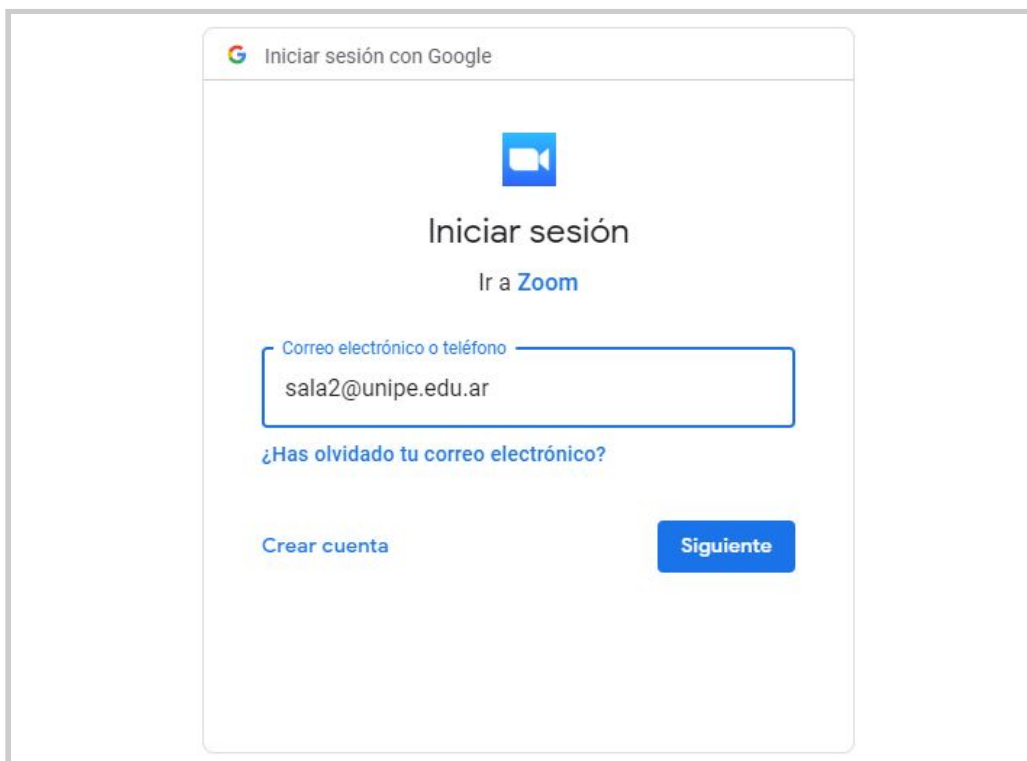 Iniciar sesión con Google
Iniciar sesión
Ir a Zoom
Correo electrónico o teléfono
sala2@unipe.edu.ar
¿Has olvidado tu correo electrónico?
Crear cuenta
Siguiente